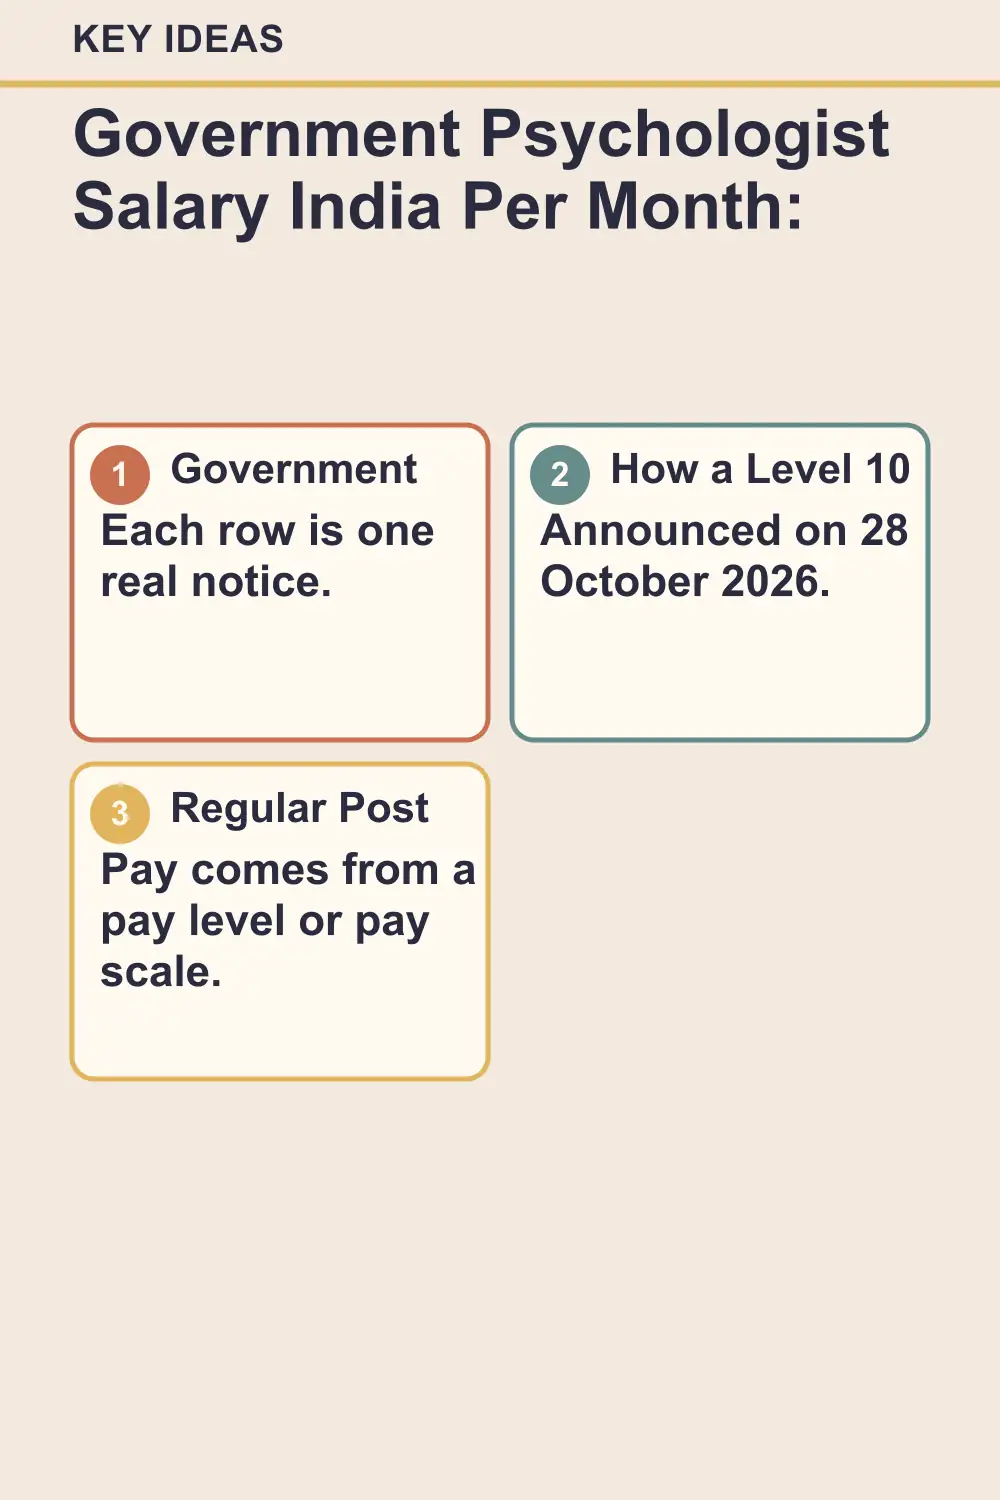 KEY IDEAS
Government Psychologist
Salary India Per Month:
1 Government
Each row is one
real notice.
2 How a Level 10
Announced on 28
October 2026.
3 Regular Post
Pay comes from a
pay level or pay
scale.